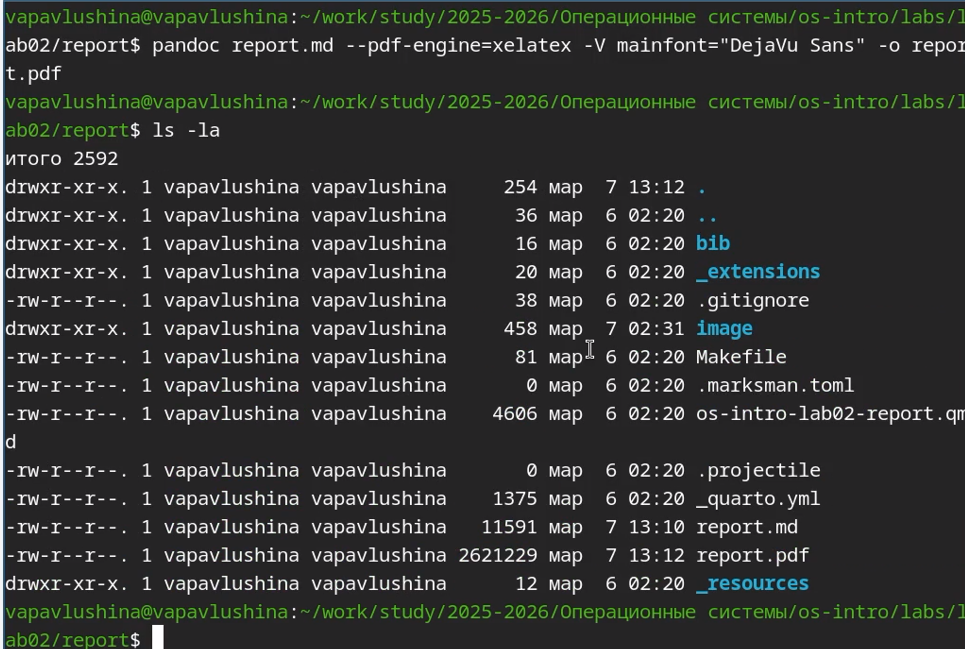 vapavlushina@vapavlushina:~/work/study/2025-2026/Операционные системы/os-intro/labs/l
ab02/report$ pandoc report.md --pdf-engine=xelatex -V mainfont="DejaVu Sans" -o repor
t.pdf
vapavlushina@vapavlushina:~/work/study/2025-2026/Операционные системы/os-intro/labs/l
ab02/report$ ls -la
итого 2592
drwxr-xr-x. 1 vapavlushina vapavlushina     254 мар  7 13:12 .
drwxr-xr-x. 1 vapavlushina vapavlushina      36 мар  6 02:20 ..
drwxr-xr-x. 1 vapavlushina vapavlushina      16 мар  6 02:20 bib
drwxr-xr-x. 1 vapavlushina vapavlushina      20 мар  6 02:20 _extensions
-rw-r--r--. 1 vapavlushina vapavlushina      38 мар  6 02:20 .gitignore
drwxr-xr-x. 1 vapavlushina vapavlushina     458 мар  7 02:31 image
-rw-r--r--. 1 vapavlushina vapavlushina      81 мар  6 02:20 Makefile
-rw-r--r--. 1 vapavlushina vapavlushina       0 мар  6 02:20 .marksman.toml
-rw-r--r--. 1 vapavlushina vapavlushina    4606 мар  6 02:20 os-intro-lab02-report.qm
d
-rw-r--r--. 1 vapavlushina vapavlushina       0 мар  6 02:20 .projectile
-rw-r--r--. 1 vapavlushina vapavlushina    1375 мар  6 02:20 _quarto.yml
-rw-r--r--. 1 vapavlushina vapavlushina   11591 мар  7 13:10 report.md
-rw-r--r--. 1 vapavlushina vapavlushina 2621229 мар  7 13:12 report.pdf
drwxr-xr-x. 1 vapavlushina vapavlushina      12 мар  6 02:20 _resources
vapavlushina@vapavlushina:~/work/study/2025-2026/Операционные системы/os-intro/labs/l
ab02/report$